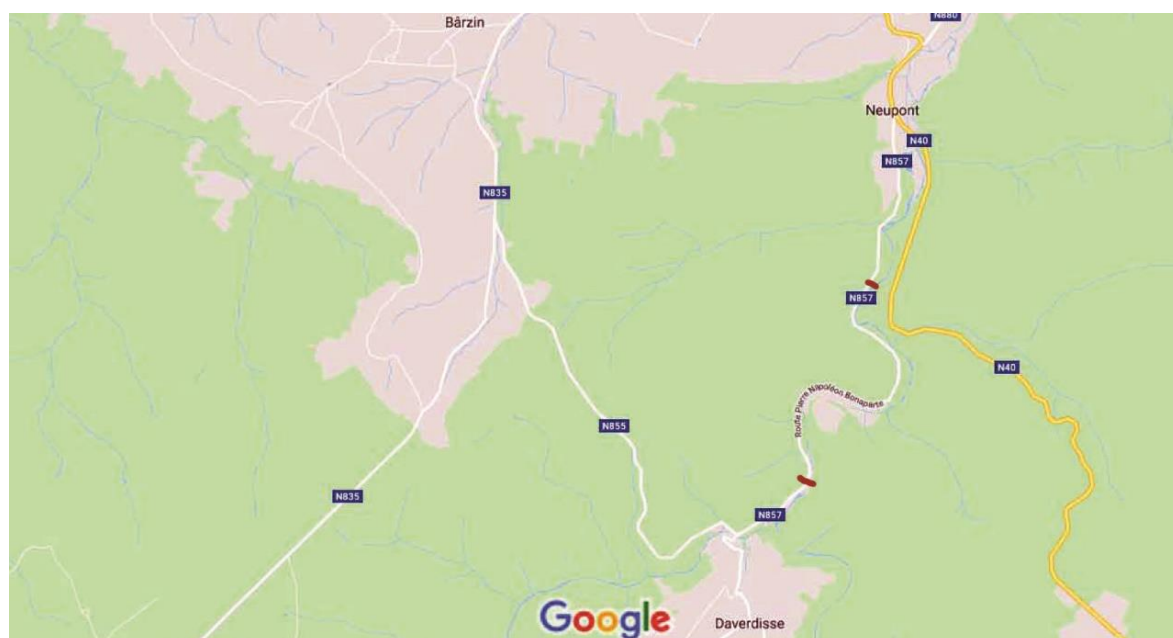 Bârzin
N880
Neupont
N40
N857
N835
N857
N40
Route Pierre Napoléon Bonaparte
N855
N835
N857
Google
Daverdisse